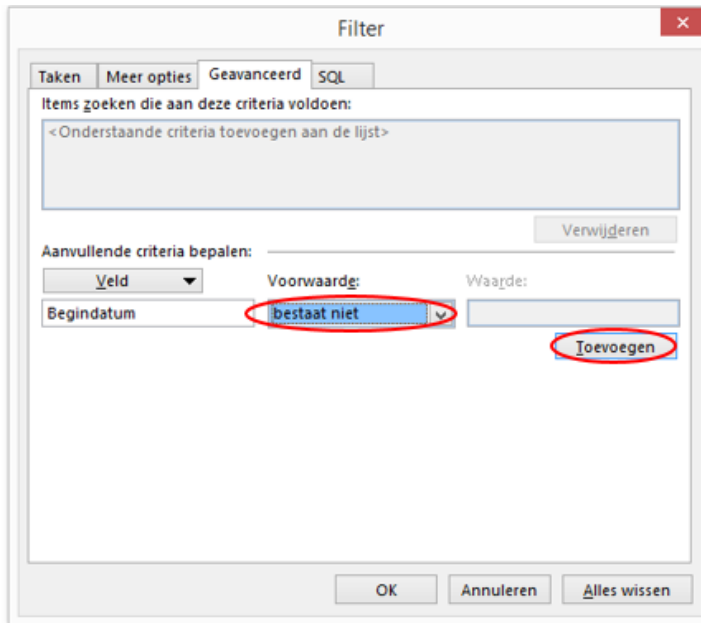 Filter
Taken Meer opties Geavanceerd SQL
Items zoeken die aan deze criteria voldoen:
<Onderstaande criteria toevoegen aan de lijst>
Verwijderen
Aanvullende criteria bepalen:
Veld Voorwaarde: Waarde:
Begindatum bestaat niet
Toevoegen
OK Annuleren Alles wissen